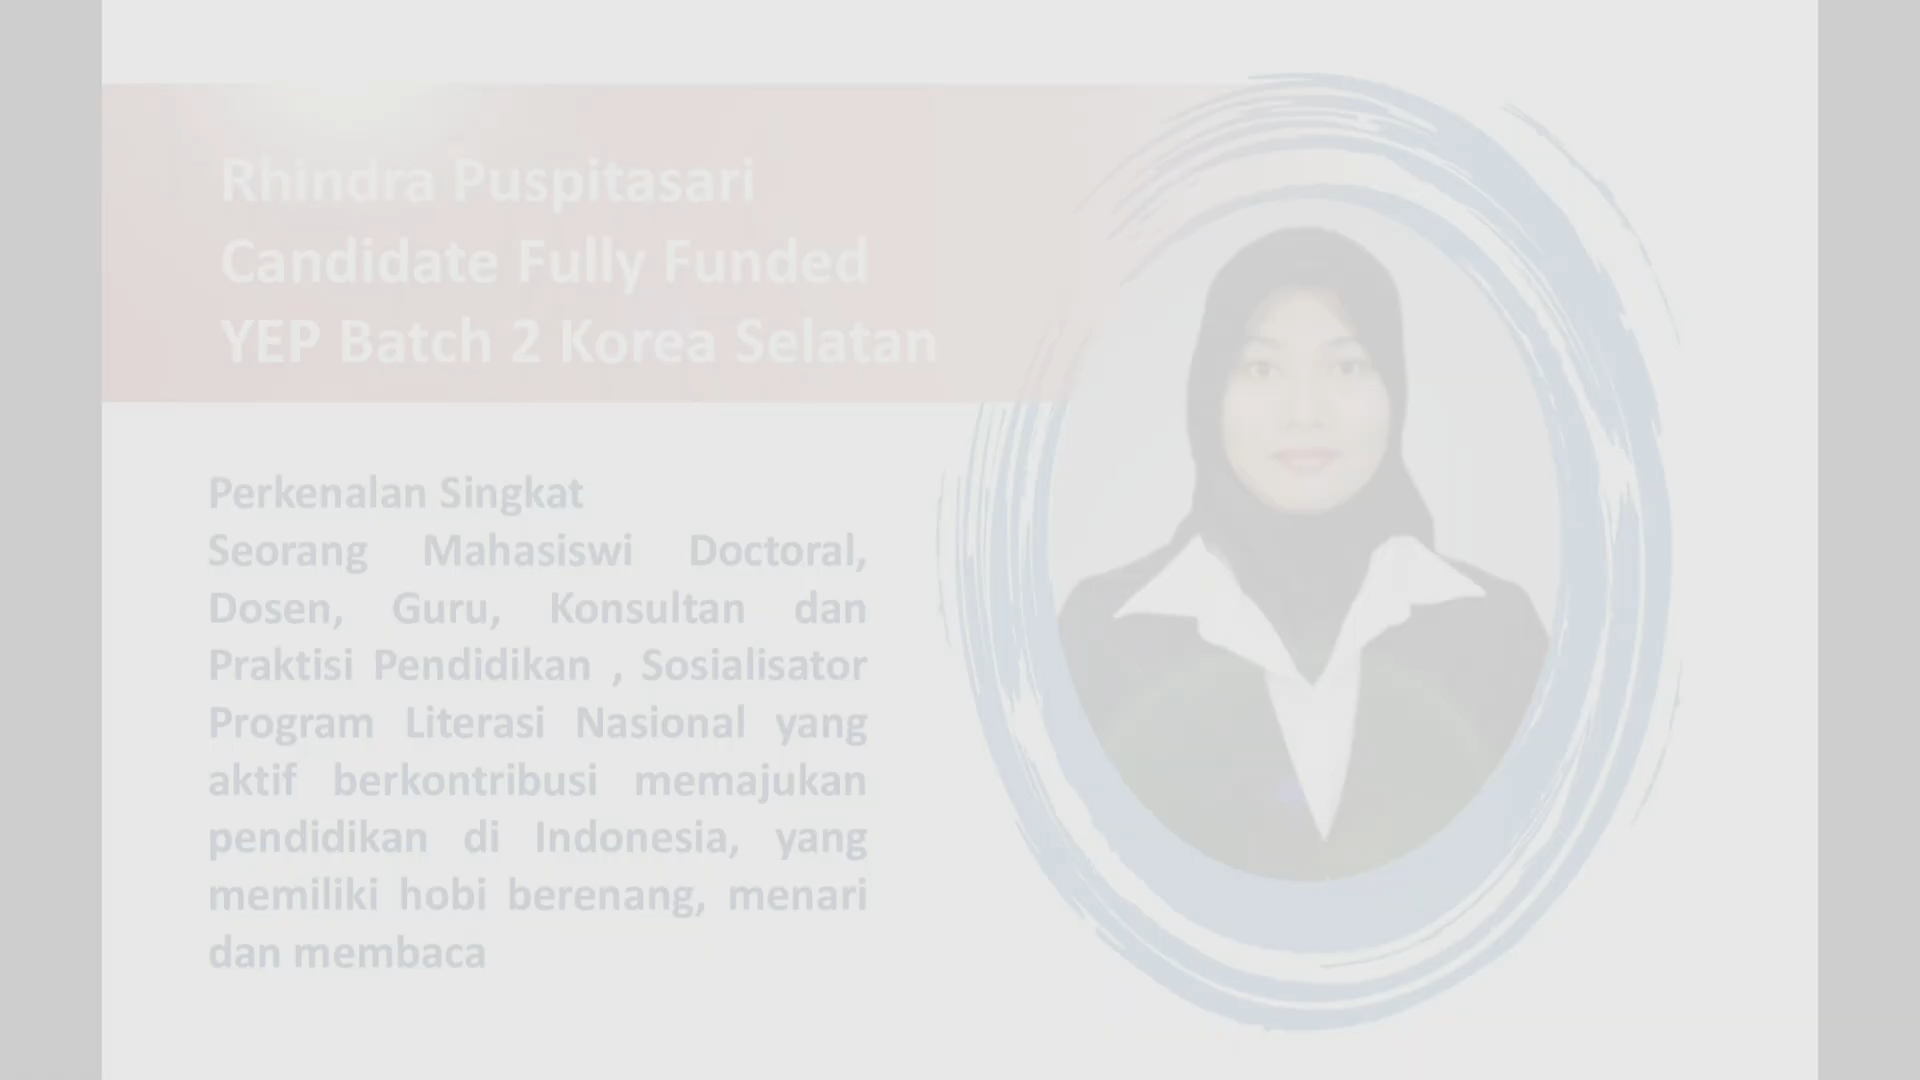 Rhindra Puspitasari
Candidate Fully Funded
YEP Batch 2 Korea Selatan
Perkenalan Singkat
Seorang Mahasiswi Doctoral,
Dosen, Guru, Konsultan dan
Praktisi Pendidikan , Sosialisator
Program Literasi Nasional yang
aktif berkontribusi memajukan
pendidikan di Indonesia, yang
memiliki hobi berenang, menari
dan membaca